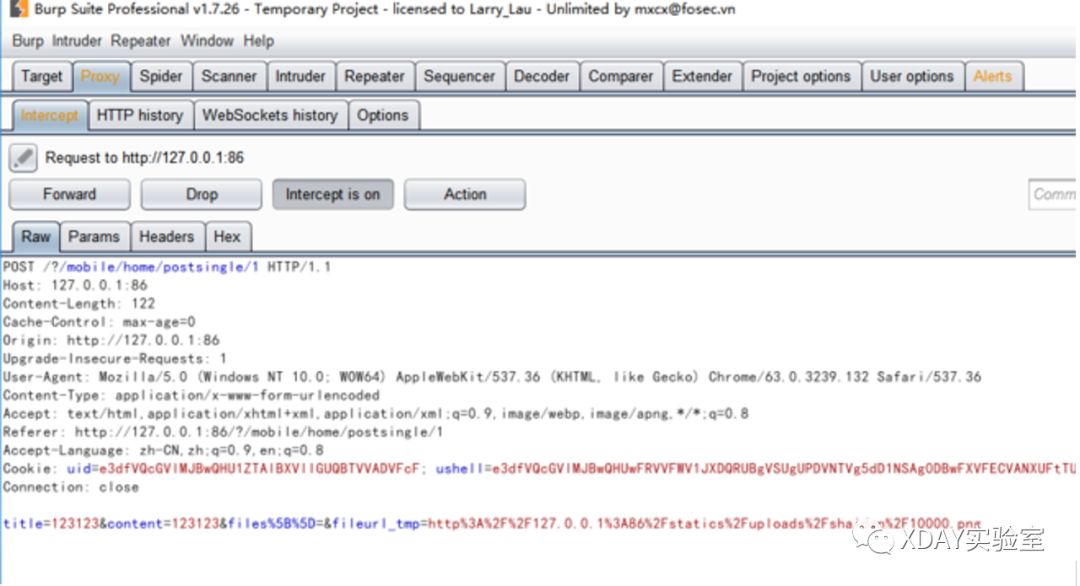 Burp Suite Professional v1.7.26 - Temporary Project - licensed to Larry_Lau - Unlimited by mxcx@fosec.vn
Burp Intruder Repeater Window Help
Target Proxy Spider Scanner Intruder Repeater Sequencer Decoder Comparer Extender Project options User options Alerts
Intercept HTTP history WebSockets history Options
Request to http://127.0.0.1:86
Forward Drop Intercept is on Action Comm
Raw Params Headers Hex
POST /?/mobile/home/postsingle/1 HTTP/1.1
Host: 127.0.0.1:86
Content-Length: 122
Cache-Control: max-age=0
Origin: http://127.0.0.1:86
Upgrade-Insecure-Requests: 1
User-Agent: Mozilla/5.0 (Windows NT 10.0; WOW64) AppleWebKit/537.36 (KHTML, like Gecko) Chrome/63.0.3239.132 Safari/537.36
Content-Type: application/x-www-form-urlencoded
Accept: text/html,application/xhtml+xml,application/xml;q=0.9,image/webp,image/apng,*/*;q=0.8
Referer: http://127.0.0.1:86/?/mobile/home/postsingle/1
Accept-Language: zh-CN,zh;q=0.9,en;q=0.8
Cookie: uid= ushell=
Connection: close
title=123123&content=123123&files%5B%5D=&fileurl_tmp=http%3A%2F%2F127.0.0.1%3A86%2Fstatics%2Fuploads%2F
XDAY实验室